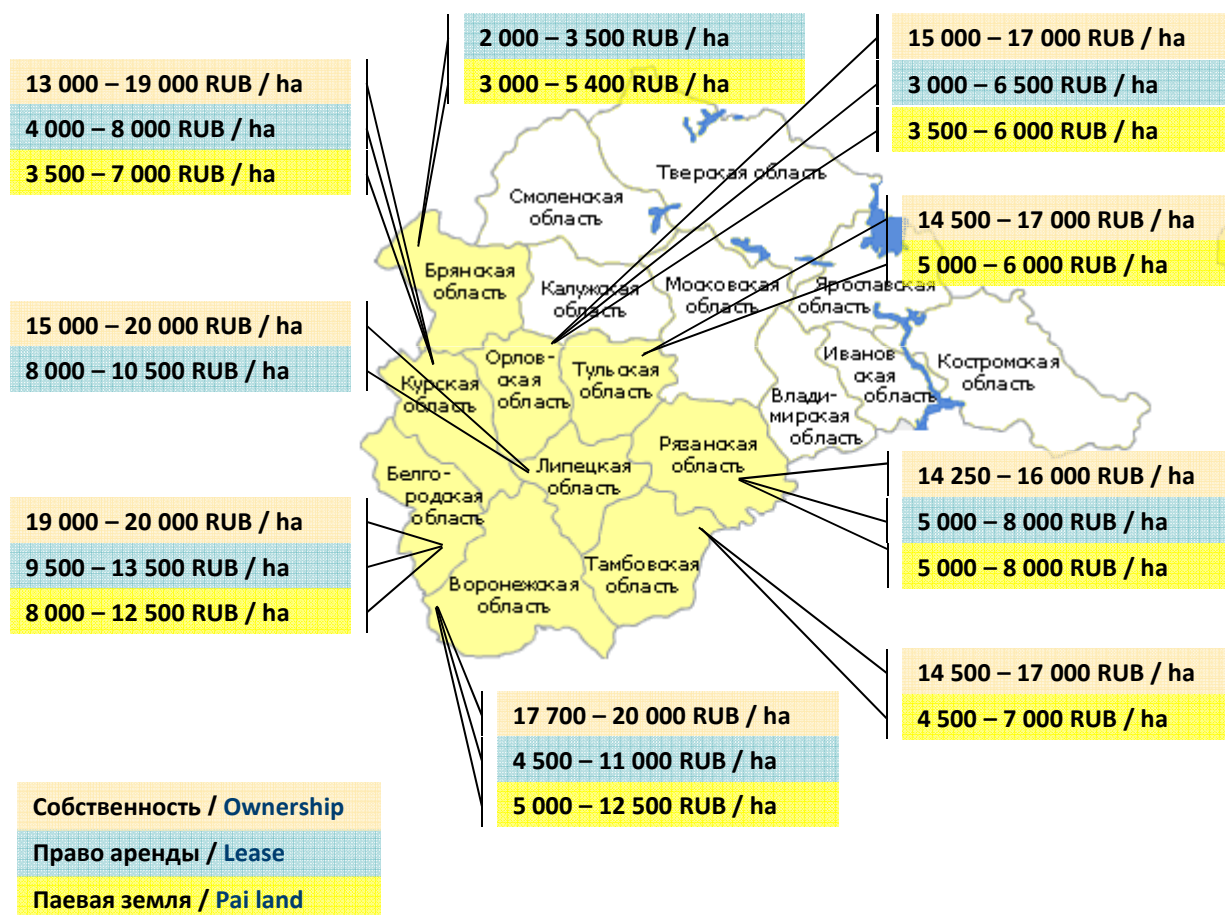 2 000 – 3 500 RUB / ha
3 000 – 5 400 RUB / ha
15 000 – 17 000 RUB / ha
3 000 – 6 500 RUB / ha
3 500 – 6 000 RUB / ha
13 000 – 19 000 RUB / ha
4 000 – 8 000 RUB / ha
3 500 – 7 000 RUB / ha
14 500 – 17 000 RUB / ha
5 000 – 6 000 RUB / ha
15 000 – 20 000 RUB / ha
8 000 – 10 500 RUB / ha
Тверская область
Смоленская
область
Брянская
область
Калужская
область
Московская
область
Ярославская
область
Орлов-
ская
область
Тульская
область
Курская
область
Иванов
ская
область
Костромская
область
Влади-
мирская
область
Рязанская
область
Липецкая
область
Белго-
родская
область
Тамбовская
область
Воронежская
область
19 000 – 20 000 RUB / ha
9 500 – 13 500 RUB / ha
8 000 – 12 500 RUB / ha
14 250 – 16 000 RUB / ha
5 000 – 8 000 RUB / ha
5 000 – 8 000 RUB / ha
14 500 – 17 000 RUB / ha
4 500 – 7 000 RUB / ha
17 700 – 20 000 RUB / ha
4 500 – 11 000 RUB / ha
5 000 – 12 500 RUB / ha
Собственность / Ownership
Право аренды / Lease
Паевая земля / Pai land